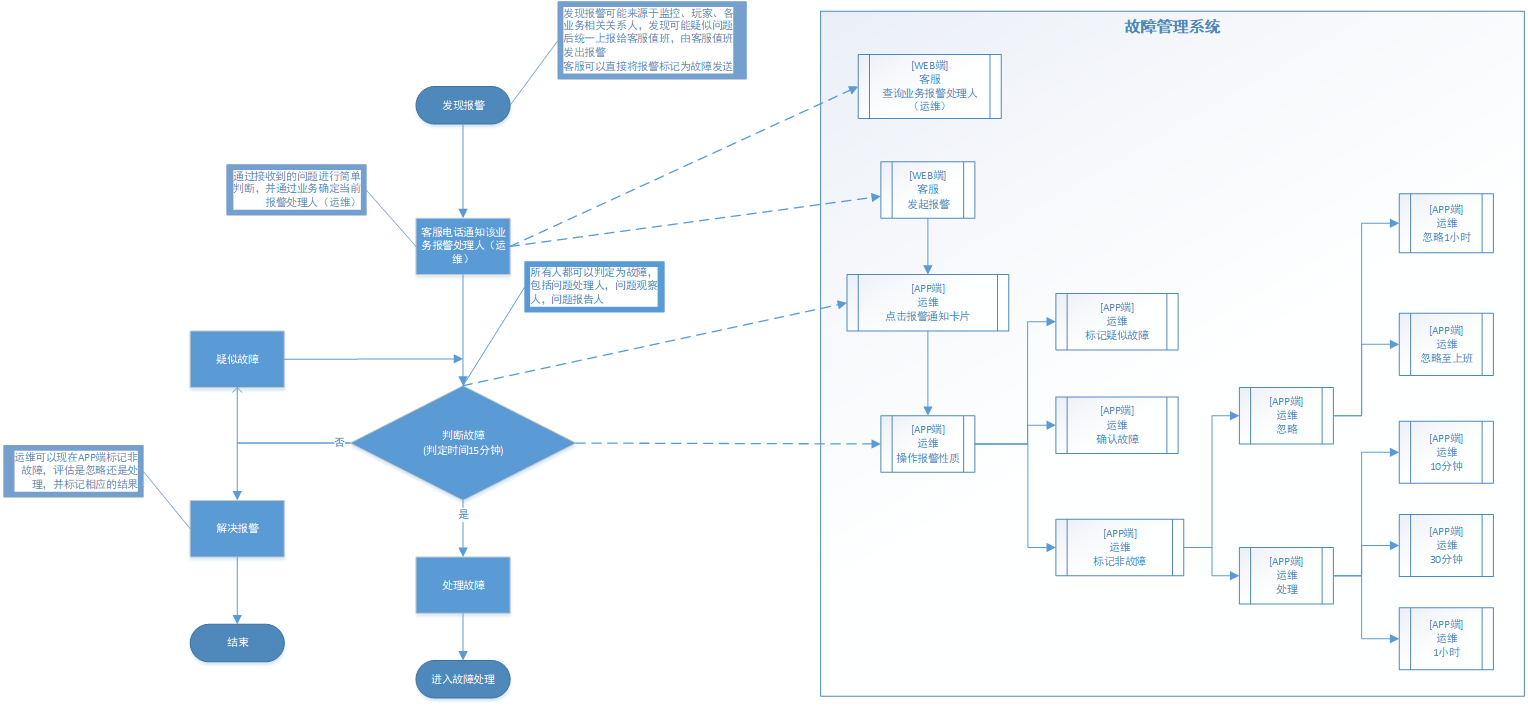 发现报警可能来源于监控、玩家、各
业务相关关系人，发现可能疑似问题
后统一上报给客服值班，由客服值班
发出报警
客服可以直接将报警标记为故障发送
发现报警
通过接收到的问题进行简单
判断，并通过业务确定当前
报警处理人（运维）
客服电话通知该业
务报警处理人（运
维）
所有人都可以判定为故障，
包括问题处理人，问题观察
人，问题报告人
疑似故障
判断故障
(判定时间15分钟)
否
是
运维可以现在APP端标记非
故障，评估是忽略还是处
理，并标记相应的结果
解决报警
处理故障
结束
进入故障处理
故障管理系统
[WEB端]
客服
查询业务报警处理人
（运维）
[WEB端]
客服
发起报警
[APP端]
运维
点击报警通知卡片
[APP端]
运维
操作报警性质
[APP端]
运维
标记疑似故障
[APP端]
运维
确认故障
[APP端]
运维
标记非故障
[APP端]
运维
忽略
[APP端]
运维
处理
[APP端]
运维
忽略1小时
[APP端]
运维
忽略至上班
[APP端]
运维
10分钟
[APP端]
运维
30分钟
[APP端]
运维
1小时